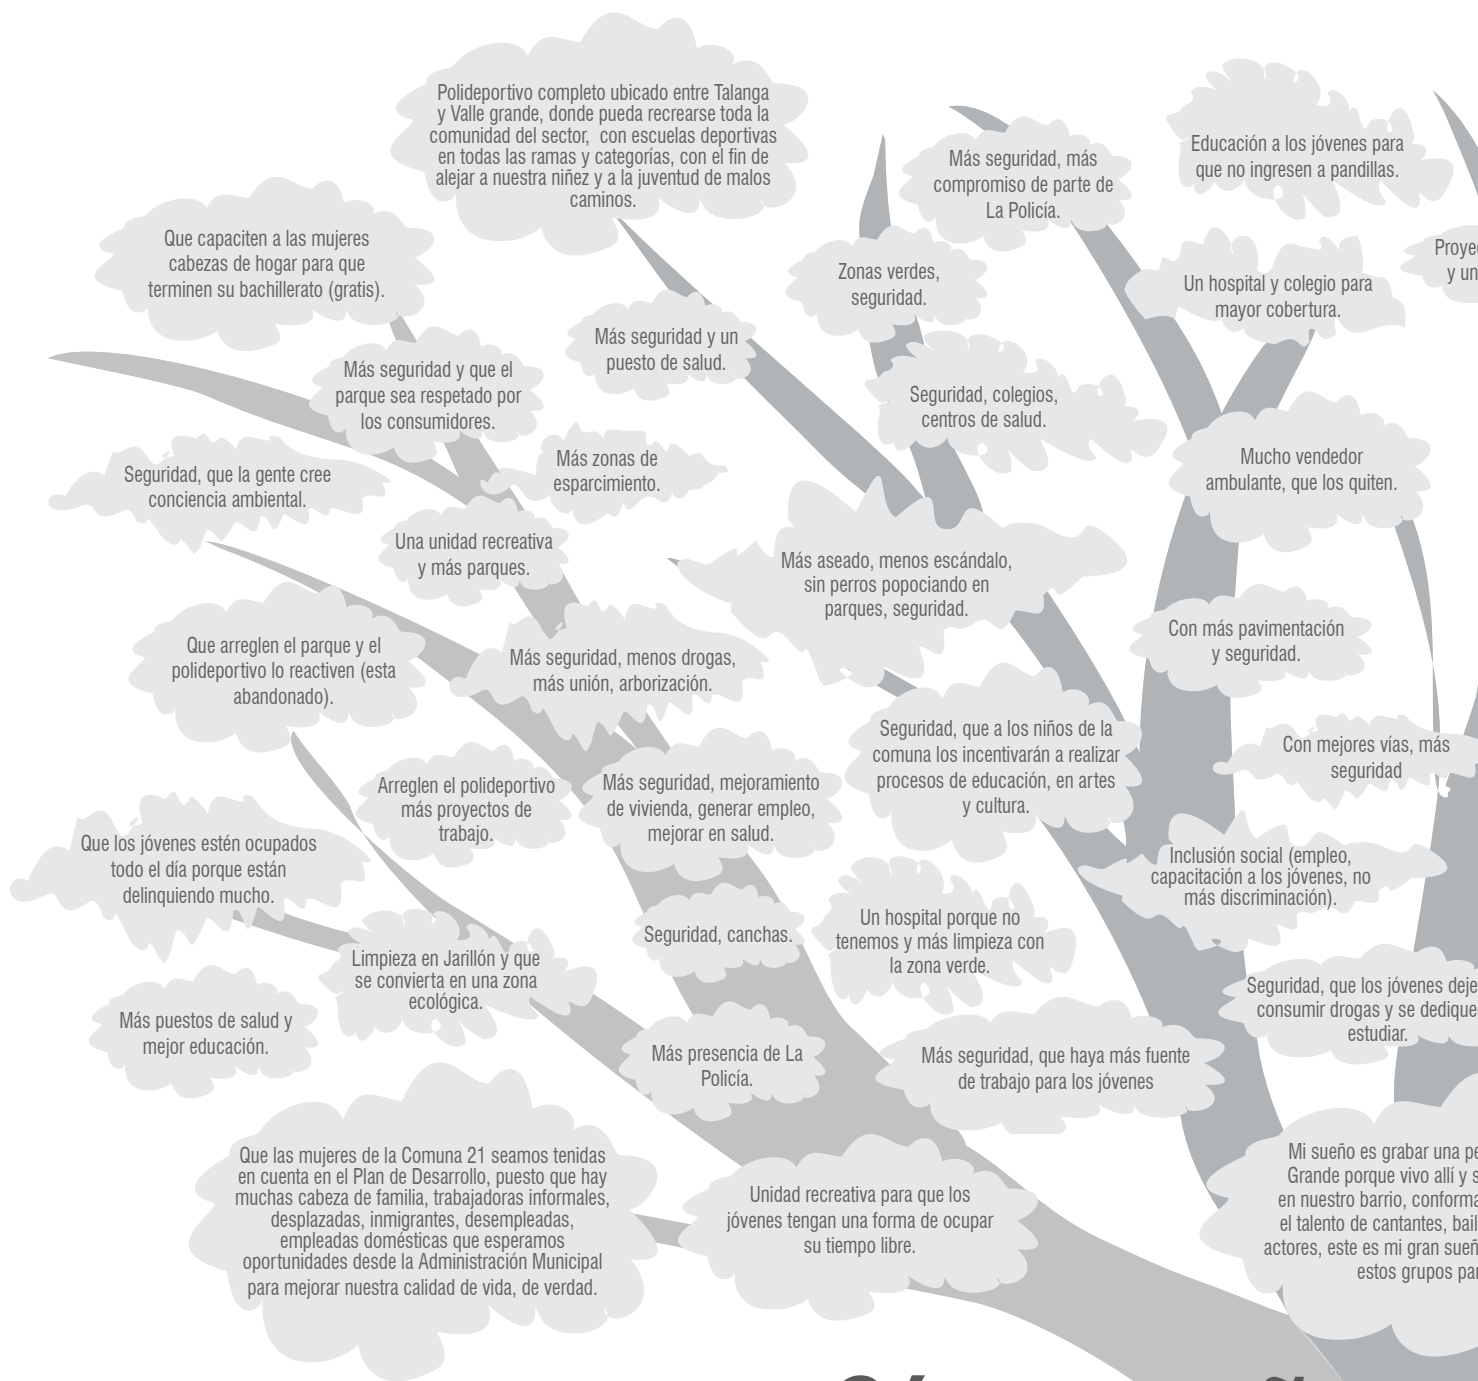 Polideportivo completo ubicado entre Talanga
y Valle grande, donde pueda recrearse toda la
comunidad del sector, con escuelas deportivas
en todas las ramas y categorías, con el fin de
alejar a nuestra niñez y a la juventud de malos
caminos.
Más seguridad, más
compromiso de parte de
La Policía.
Educación a los jóvenes para
que no ingresen a pandillas.
Que capaciten a las mujeres
cabezas de hogar para que
terminen su bachillerato (gratis).
Zonas verdes,
seguridad.
Un hospital y colegio para
mayor cobertura.
y un
Más seguridad y que el
parque sea respetado por
los consumidores.
Más seguridad y un
puesto de salud.
Seguridad, colegios,
centros de salud.
Seguridad, que la gente cree
conciencia ambiental.
Más zonas de
esparcimiento.
Mucho vendedor
ambulante, que los quiten.
Una unidad recreativa
y más parques.
Más aseado, menos escándalo,
sin perros popociando en
parques, seguridad.
Que arreglen el parque y el
polideportivo lo reactiven (esta
abandonado).
Más seguridad, menos drogas,
más unión, arborización.
Con más pavimentación
y seguridad.
Seguridad, que a los niños de la
comuna los incentivarán a realizar
procesos de educación, en artes
y cultura.
Con mejores vías, más
seguridad
Arreglen el polideportivo
más proyectos de
trabajo.
Más seguridad, mejoramiento
de vivienda, generar empleo,
mejorar en salud.
Que los jóvenes estén ocupados
todo el día porque están
delinquiendo mucho.
Inclusión social (empleo,
capacitación a los jóvenes, no
más discriminación).
Seguridad, canchas.
Un hospital porque no
tenemos y más limpieza con
la zona verde.
Limpieza en Jarillón y que
se convierta en una zona
ecológica.
Seguridad, que los jóvenes
consumir drogas y se
estudiar.
Más puestos de salud y
mejor educación.
Más presencia de La
Policía.
Más seguridad, que haya más fuente
de trabajo para los jóvenes
Que las mujeres de la Comuna 21 seamos tenidas
en cuenta en el Plan de Desarrollo, puesto que hay
muchas cabeza de familia, trabajadoras informales,
desplazadas, inmigrantes, desempleadas,
empleadas domésticas que esperamos
oportunidades desde la Administración Municipal
para mejorar nuestra calidad de vida, de verdad.
Unidad recreativa para que los
jóvenes tengan una forma de ocupar
su tiempo libre.
Mi sueño es grabar una
Grande porque vivo allí y
en nuestro barrio,
el talento de cantantes,
actores, este es mi gran
estos grupos